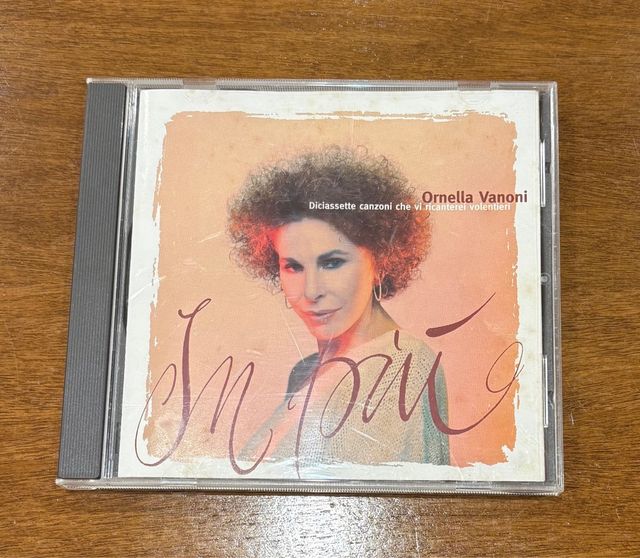 Ornella Vanoni
Diciassette canzoni che vi ricanterei volentieri
In più